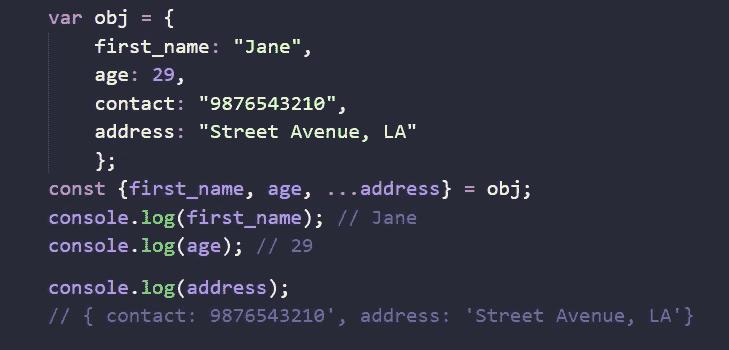 var obj = {
first_name: "Jane",
age: 29,
contact: "9876543210",
address: "Street Avenue, LA"
};
const {first_name, age, ...address} = obj;
console.log(first_name); // Jane
console.log(age); // 29
console.log(address);
// { contact: 9876543210', address: 'Street Avenue, LA'}